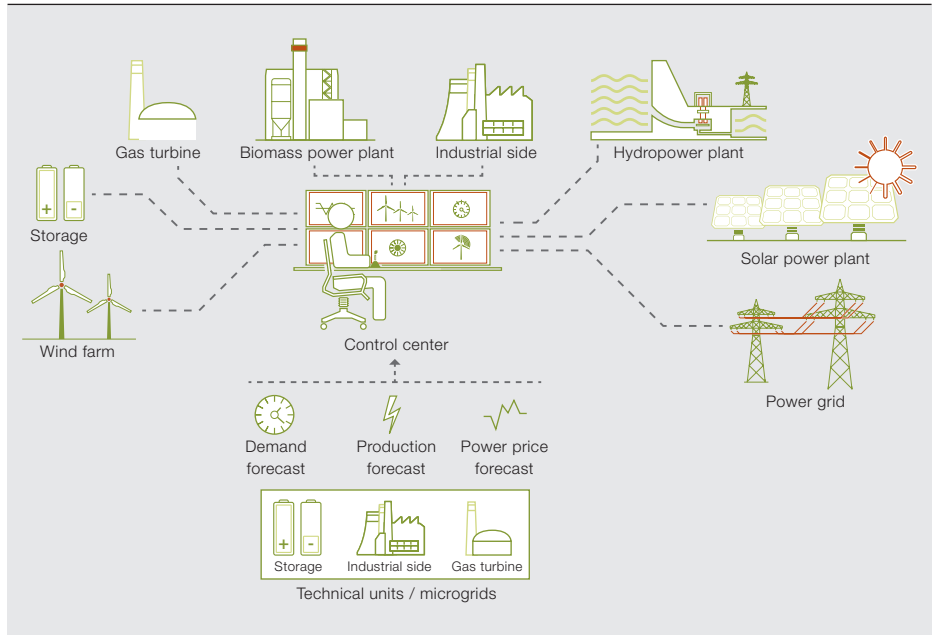 Gas turbine
Biomass power plant
Industrial side
Hydropower plant
Storage
+
-
Solar power plant
Wind farm
Control center
Power grid
Demand
forecast
Production
forecast
Power price
forecast
+
-
Storage
Industrial side
Gas turbine
Technical units / microgrids